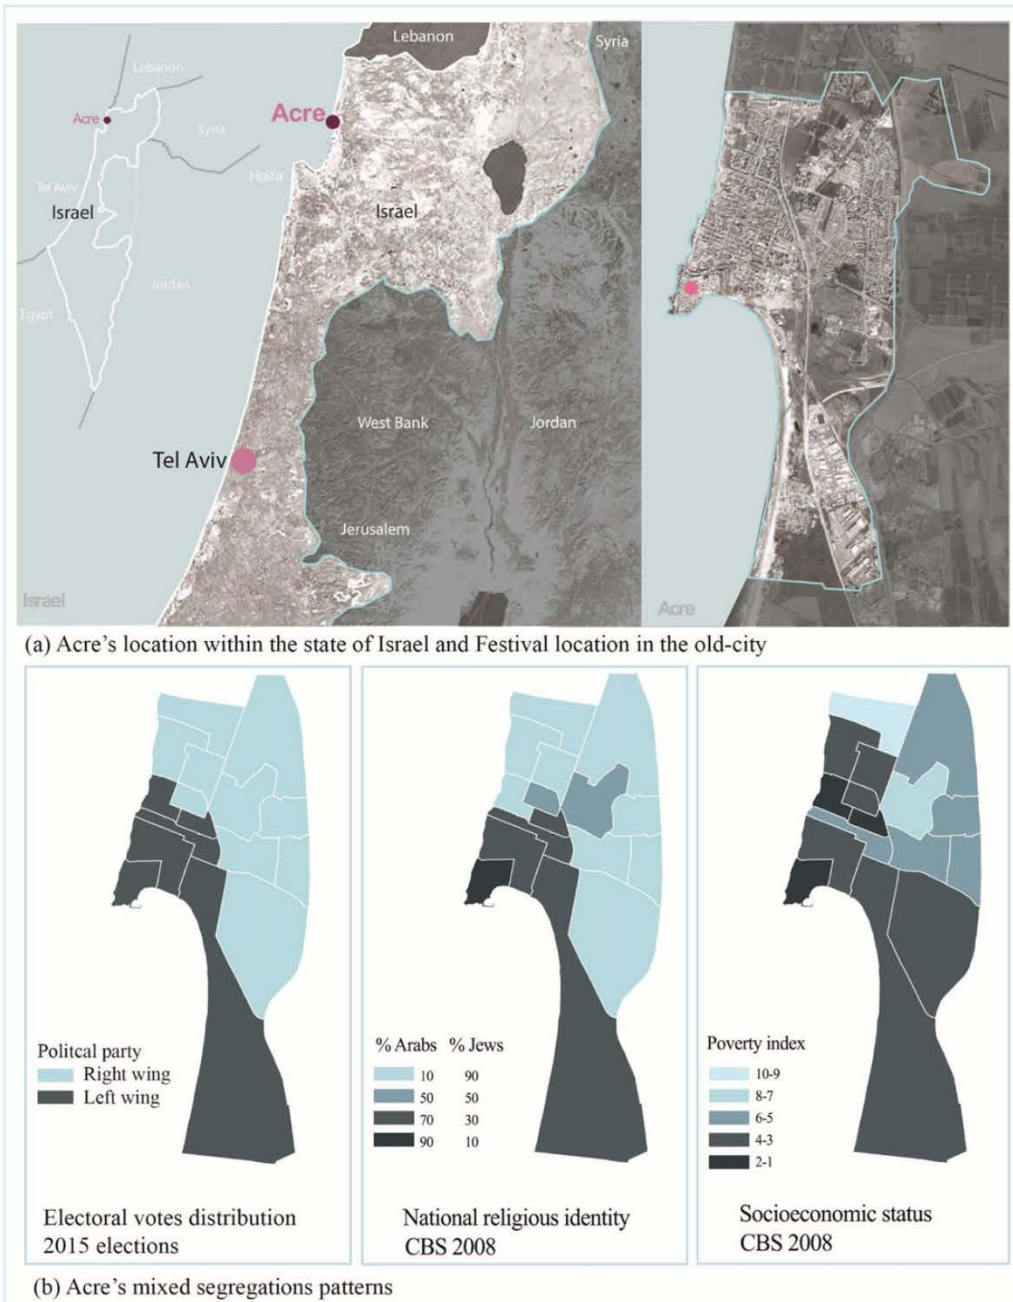 Lebanon
Acre
Syria
Tel Aviv
Israel
Jordan
Egypt
Lebanon
Syria
Acre
Haifa
Israel
West Bank
Jordan
Tel Aviv
Jerusalem
Israel
Acre
(a) Acre's location within the state of Israel and Festival location in the old-city
Politcal party
Right wing
Left wing
Electoral votes distribution
2015 elections
% Arabs % Jews
10 90
50 50
70 30
90 10
National religious identity
CBS 2008
Poverty index
10-9
8-7
6-5
4-3
2-1
Socioeconomic status
CBS 2008
(b) Acre's mixed segregations patterns